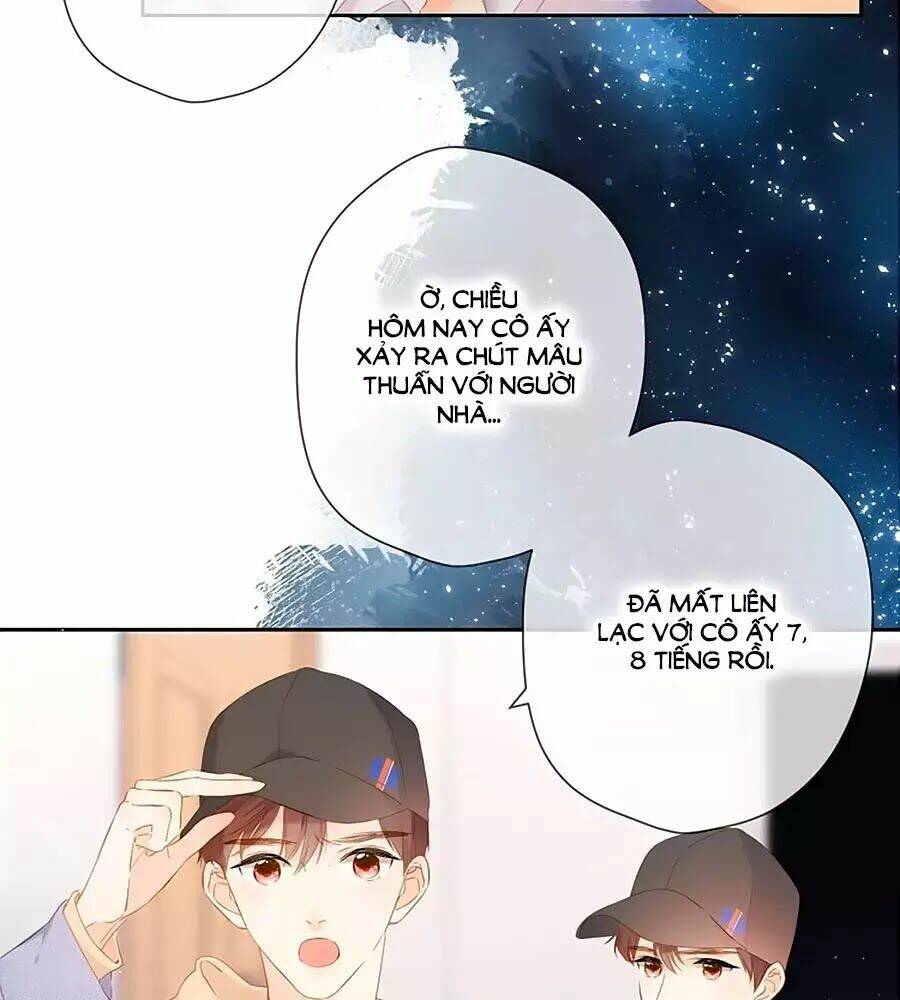 Ờ, CHIỀU
HÔM NAY CÔ ẤY
XẢY RA CHÚT MÂU
THUẪN VỚI NGƯỜI
NHÀ...
ĐÃ MẤT LIÊN
LẠC VỚI CÔ ẤY 7,
8 TIẾNG RỒI.